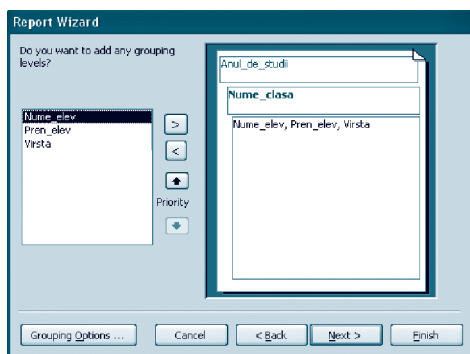 Report Wizard
Do you want to add any grouping
levels?
Nume_elev
Pren_elev
Virsta
>
<
Priority
Anul_de_studii
Nume_clasa
Nume_elev, Pren_elev, Virsta
Grouping Options ...
Cancel
< Back
Next >
Finish